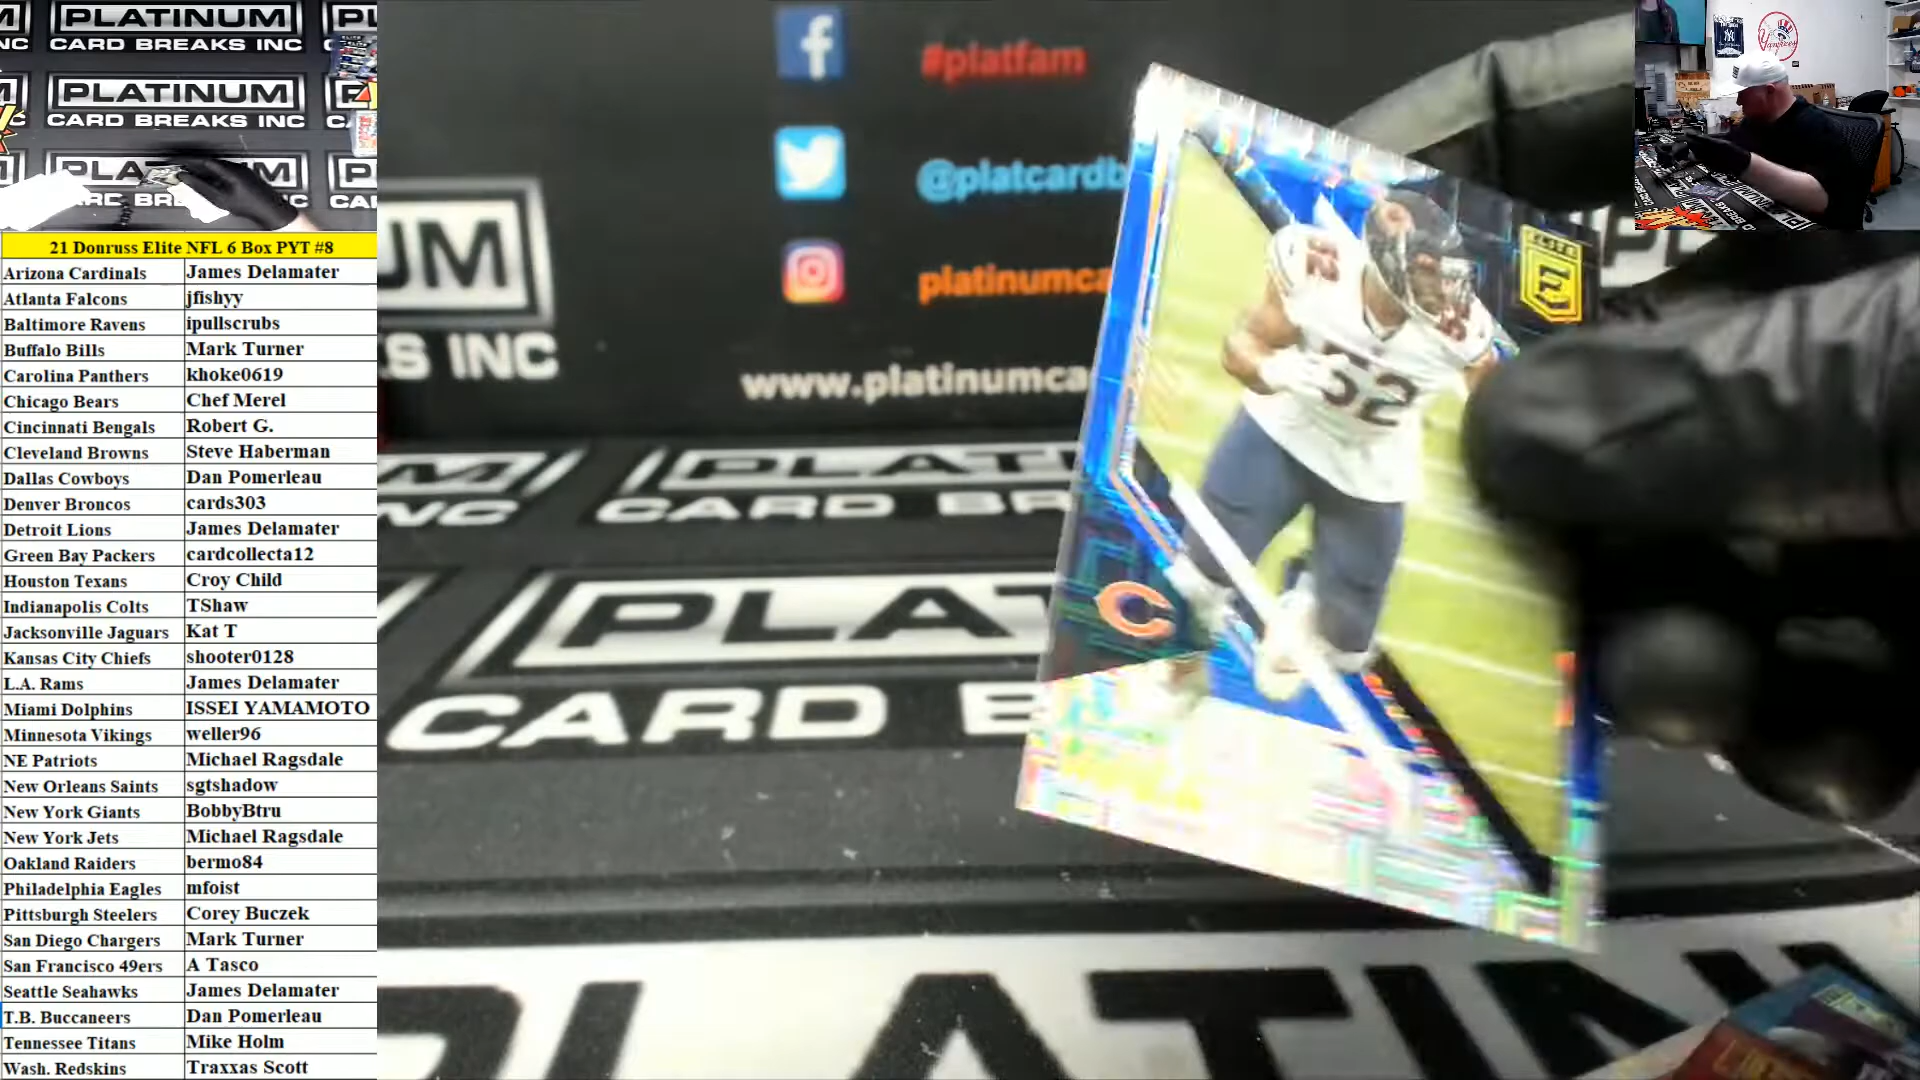 PLATINUM
CARD BREAKS INC
PLATINUM
CARD BREAKS INC
21 Donruss Elite NFL 6 Box PYT #8
Arizona Cardinals James Delamater
Atlanta Falcons jfishyy
Baltimore Ravens ipullscrubs
Buffalo Bills Mark Turner
Carolina Panthers khoke0619
Chicago Bears Chef Merel
Cincinnati Bengals Robert G.
Cleveland Browns Steve Haberman
Dallas Cowboys Dan Pomerleau
Denver Broncos cards303
Detroit Lions James Delamater
Green Bay Packers cardcollecta12
Houston Texans Croy Child
Indianapolis Colts TShaw
Jacksonville Jaguars Kat T
Kansas City Chiefs shooter0128
L.A. Rams James Delamater
Miami Dolphins ISSEI YAMAMOTO
Minnesota Vikings weller96
NE Patriots Michael Ragsdale
New Orleans Saints sgtshadow
New York Giants BobbyBtru
New York Jets Michael Ragsdale
Oakland Raiders bermo84
Philadelphia Eagles mfoist
Pittsburgh Steelers Corey Buczek
San Diego Chargers Mark Turner
San Francisco 49ers A Tasco
Seattle Seahawks James Delamater
T.B. Buccaneers Dan Pomerleau
Tennessee Titans Mike Holm
Wash. Redskins Traxxas Scott
#platfam
@platcardb
platinumca
www.platinumca
UM
S INC
PLAT
CARD BR
PLAT
CARD B
PLATIN
ELITE
E
52
C